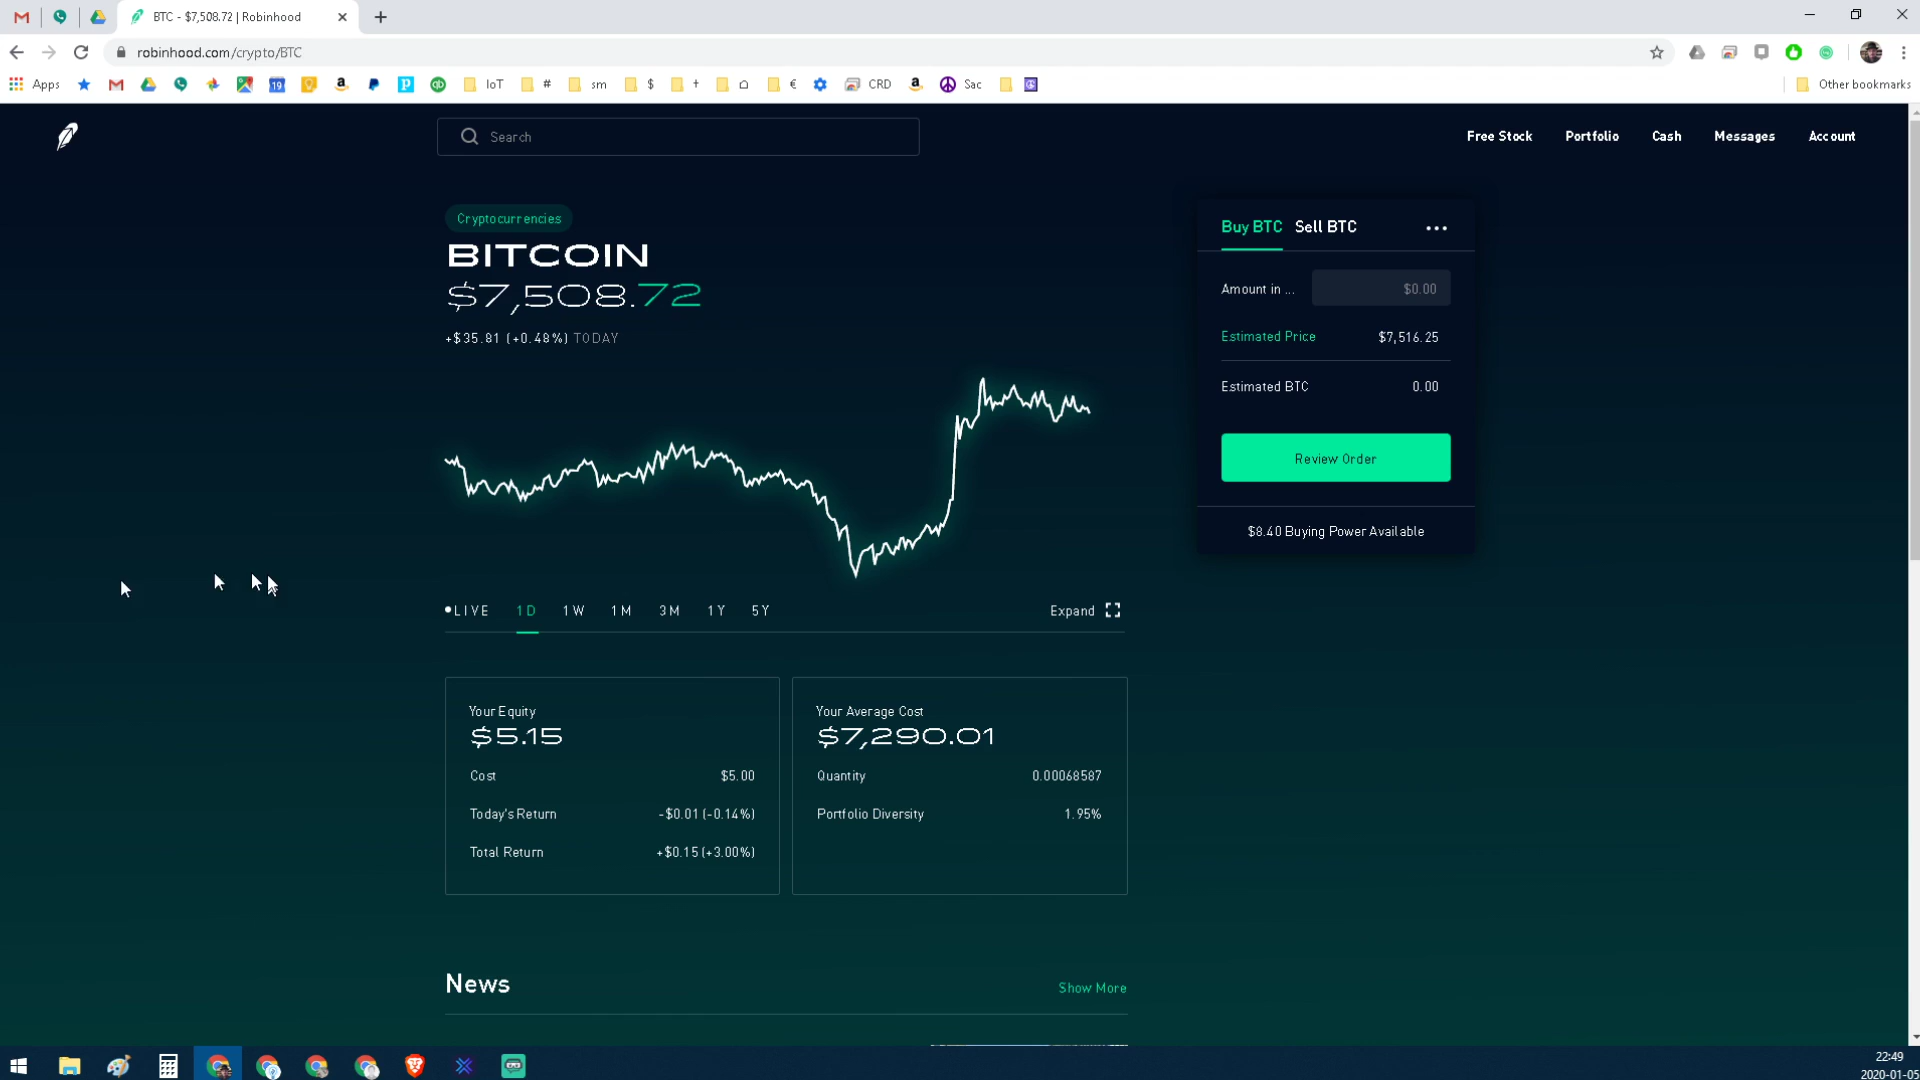 BTC - $7,508.72 | Robinhood
robinhood.com/crypto/BTC
Apps IoT # sm $ † € CRD Sac Other bookmarks
Search
Free Stock Portfolio Cash Messages Account
Cryptocurrencies
BITCOIN
$7,508.72
+$35.81 (+0.48%) TODAY
Buy BTC Sell BTC
Amount in ... $0.00
Estimated Price $7,516.25
Estimated BTC 0.00
Review Order
$8.40 Buying Power Available
LIVE 1D 1W 1M 3M 1Y 5Y Expand
Your Equity
$5.15
Cost $5.00
Today's Return -$0.01 (-0.14%)
Total Return +$0.15 (+3.00%)
Your Average Cost
$7,290.01
Quantity 0.00068587
Portfolio Diversity 1.95%
News Show More
22:49
2020-01-05